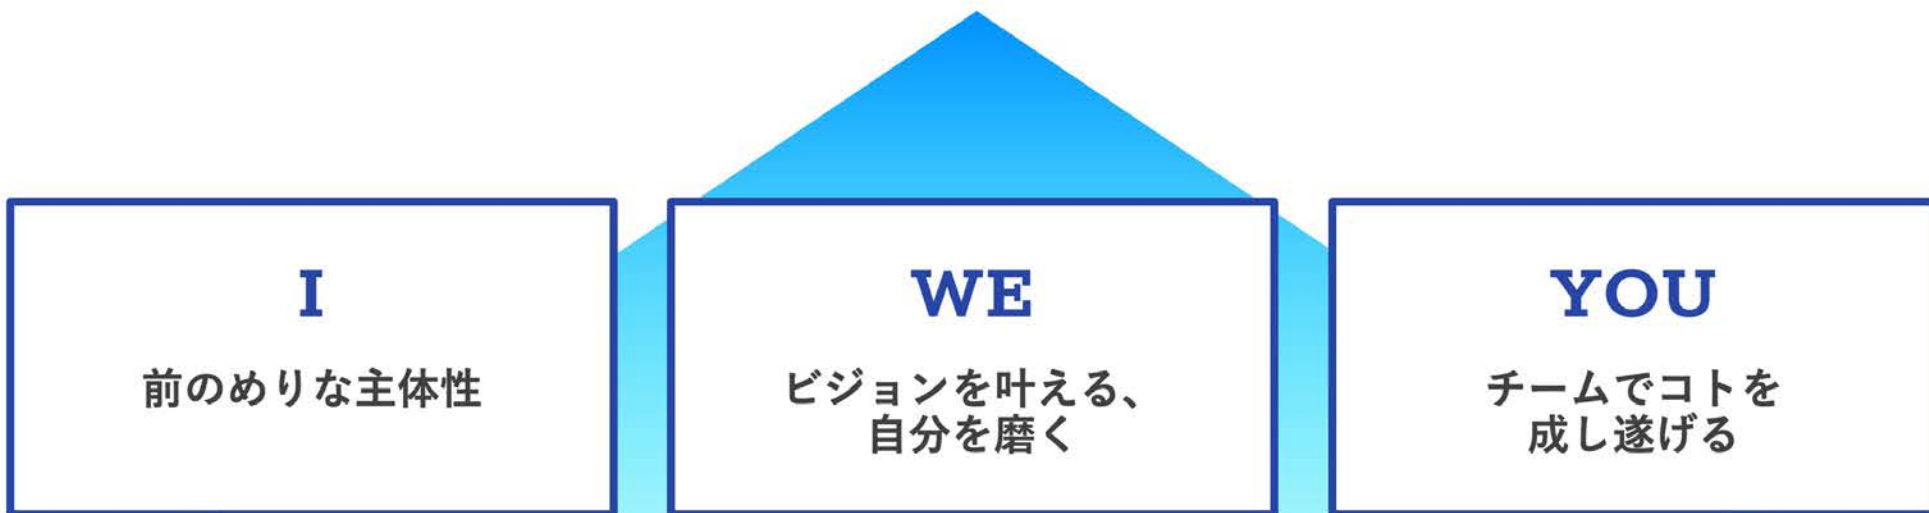 I
前のめりな主体性
WE
ビジョンを叶える、
自分を磨く
YOU
チームでコトを
成し遂げる